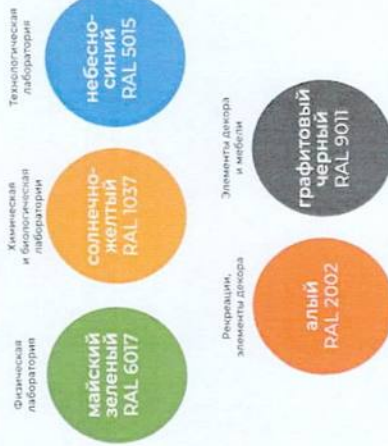 Физическая
лаборатория
майский
зеленый
RAL 6017
Химическая
и биологическая
лаборатории
солнечно-
желтый
RAL 1037
Технологическая
лаборатория
небесно-
синий
RAL 5015
Рекреации,
элементы декора
алый
RAL 2002
Элементы декора
и мебели
графитовый
черный
RAL 9011